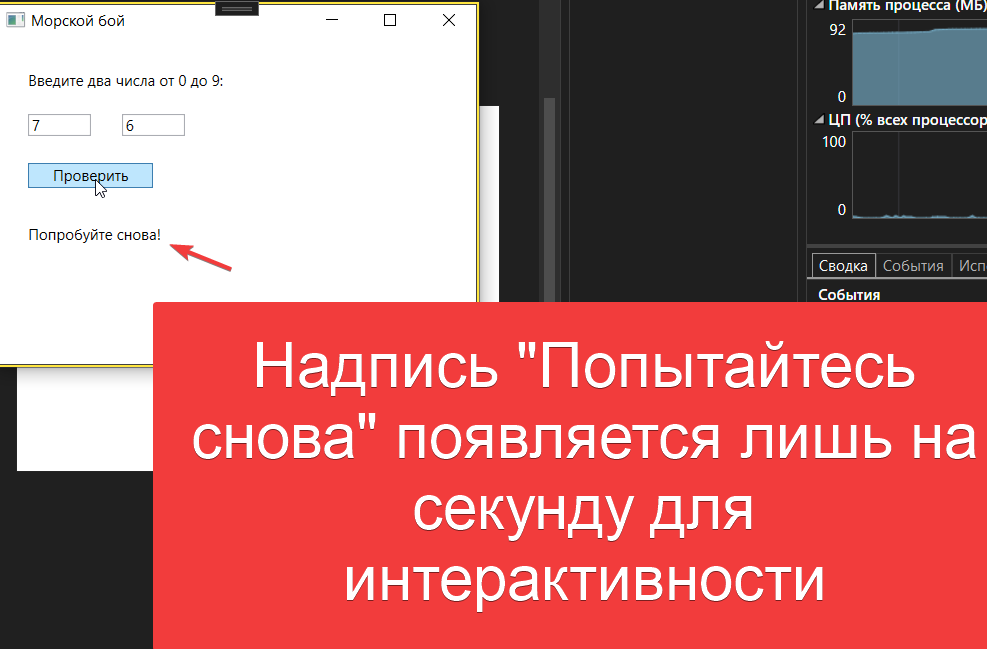 Морской бой
Введите два числа от 0 до 9:
7 6
Проверить
Попробуйте снова!
Память процесса (МБ)
92
0
ЦП (% всех процессор
100
0
Сводка События Исп
События
Надпись "Попытайтесь
снова" появляется лишь на
секунду для
интерактивности